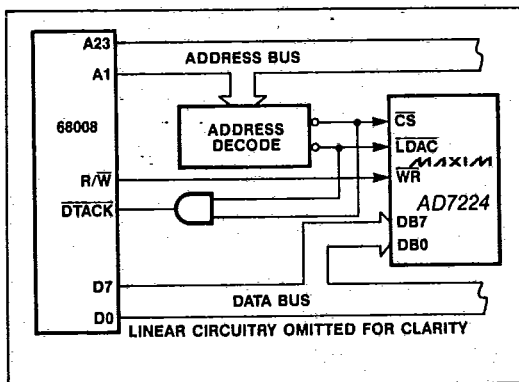 A23
ADDRESS BUS
A1
68008
ADDRESS
DECODE
CS
LDAC
MAXIM
R/W
WR
AD7224
DTACK
DB7
DB0
D7
DATA BUS
D0
LINEAR CIRCUITRY OMITTED FOR CLARITY